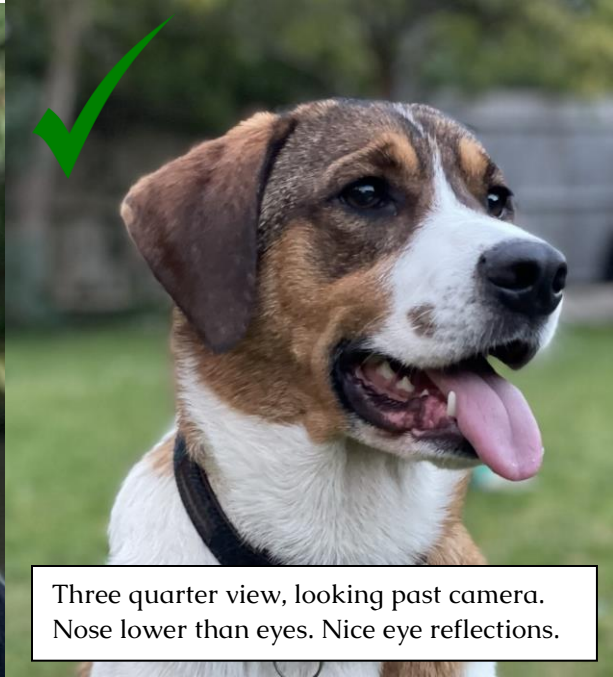 Three quarter view, looking past camera.
Nose lower than eyes. Nice eye reflections.